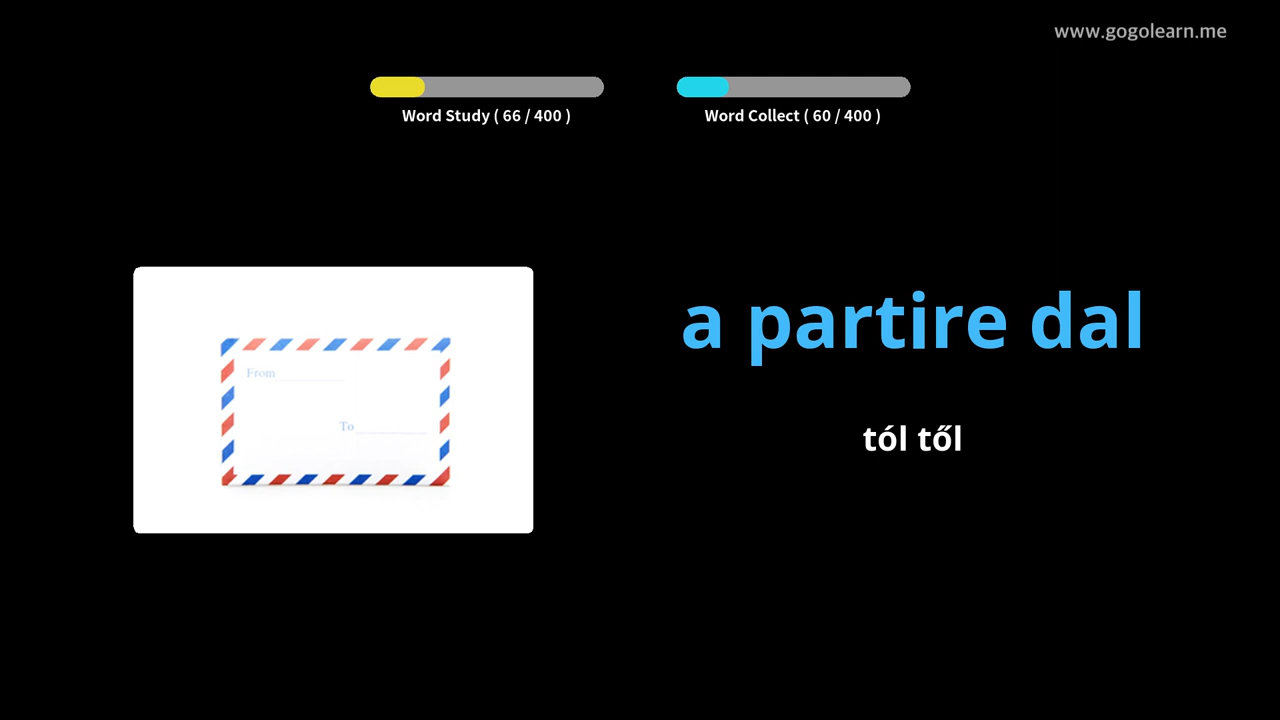 www.gogolearn.me
Word Study ( 66 / 400 )
Word Collect ( 60 / 400 )
From
To
a partire dal
tól től